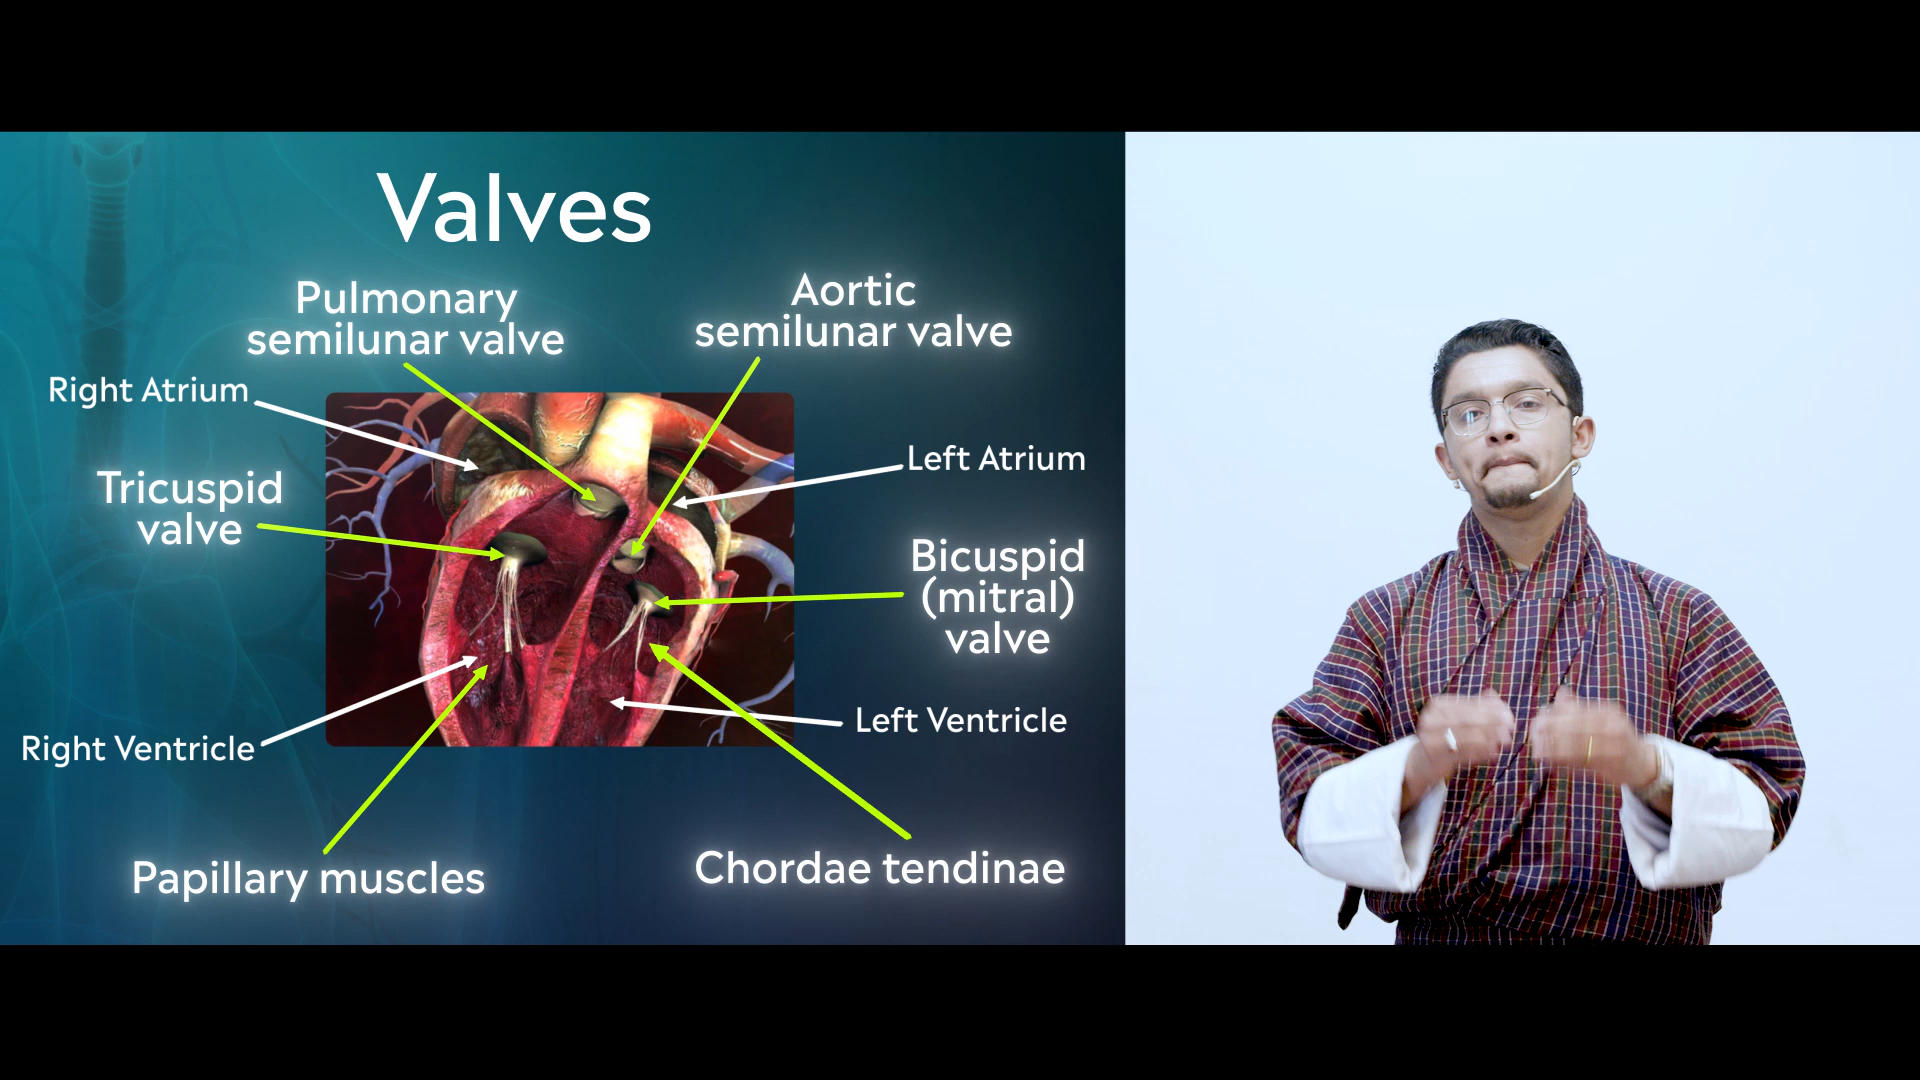 Valves
Pulmonary
semilunar valve
Aortic
semilunar valve
Right Atrium
Left Atrium
Tricuspid
valve
Bicuspid
(mitral)
valve
Left Ventricle
Right Ventricle
Papillary muscles
Chordae tendinae